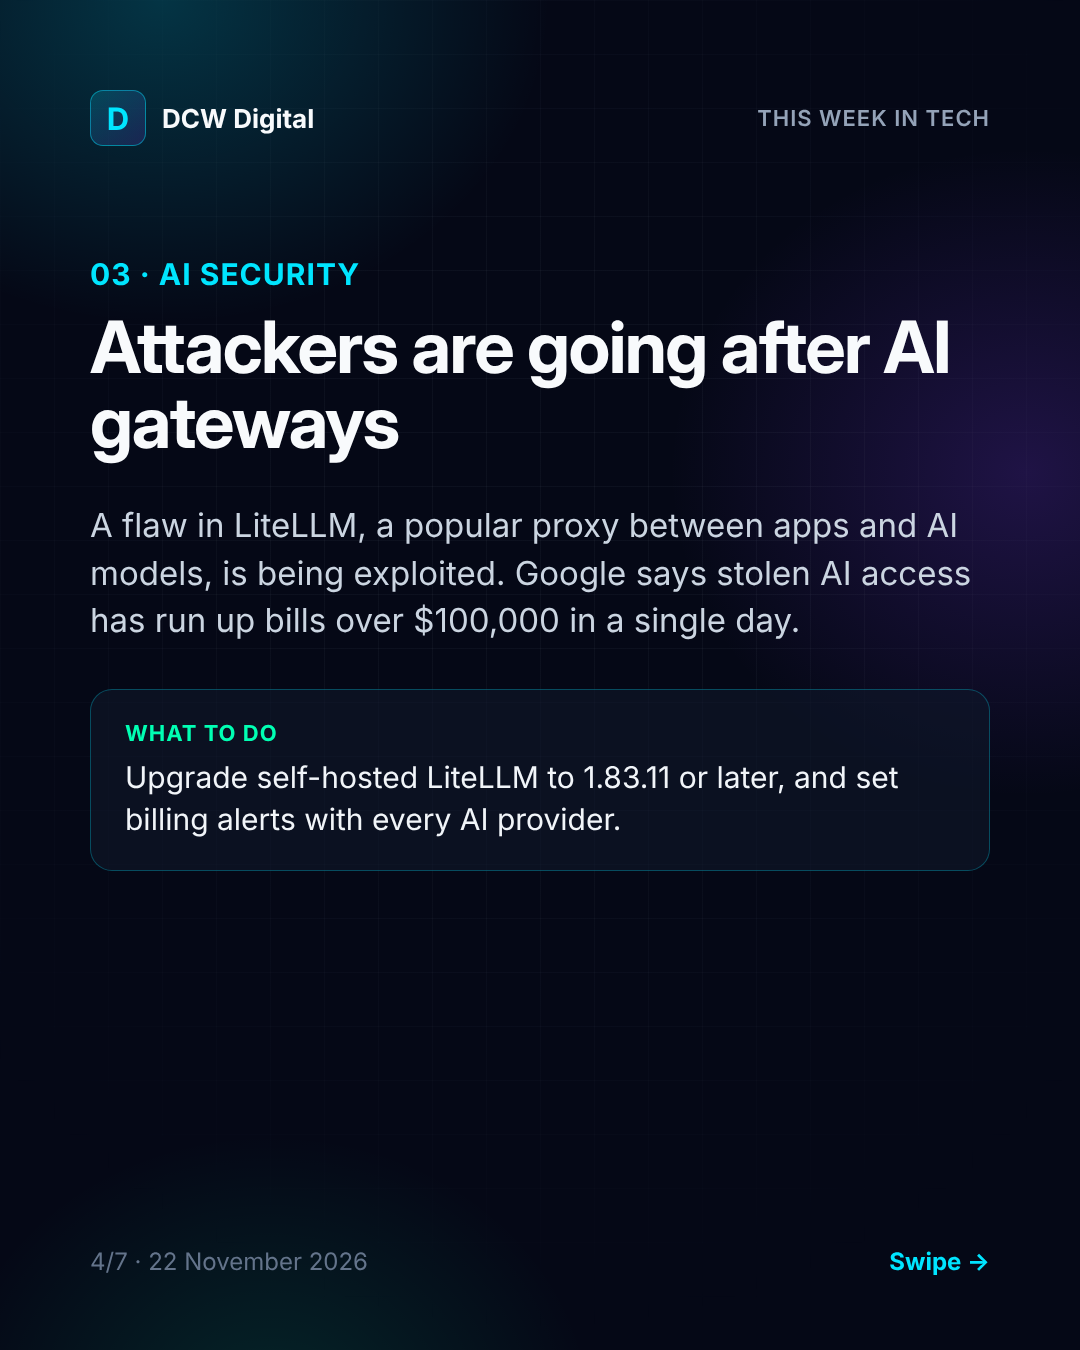 D
DCW Digital
THIS WEEK IN TECH
03 · AI SECURITY
Attackers are going after AI
gateways
A flaw in LiteLLM, a popular proxy between apps and AI
models, is being exploited. Google says stolen AI access
has run up bills over $100,000 in a single day.
WHAT TO DO
Upgrade self-hosted LiteLLM to 1.83.11 or later, and set
billing alerts with every AI provider.
4/7 · 22 November 2026
Swipe →